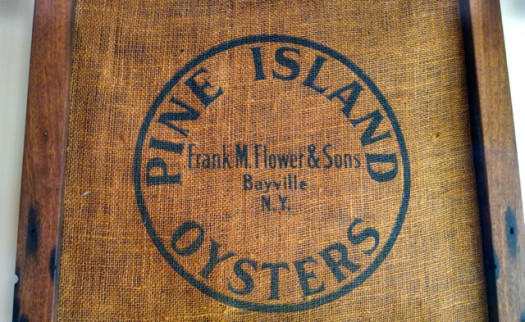 PINE ISLAND
Frank M. Flower & Sons
Bayville
N.Y.
OYSTERS